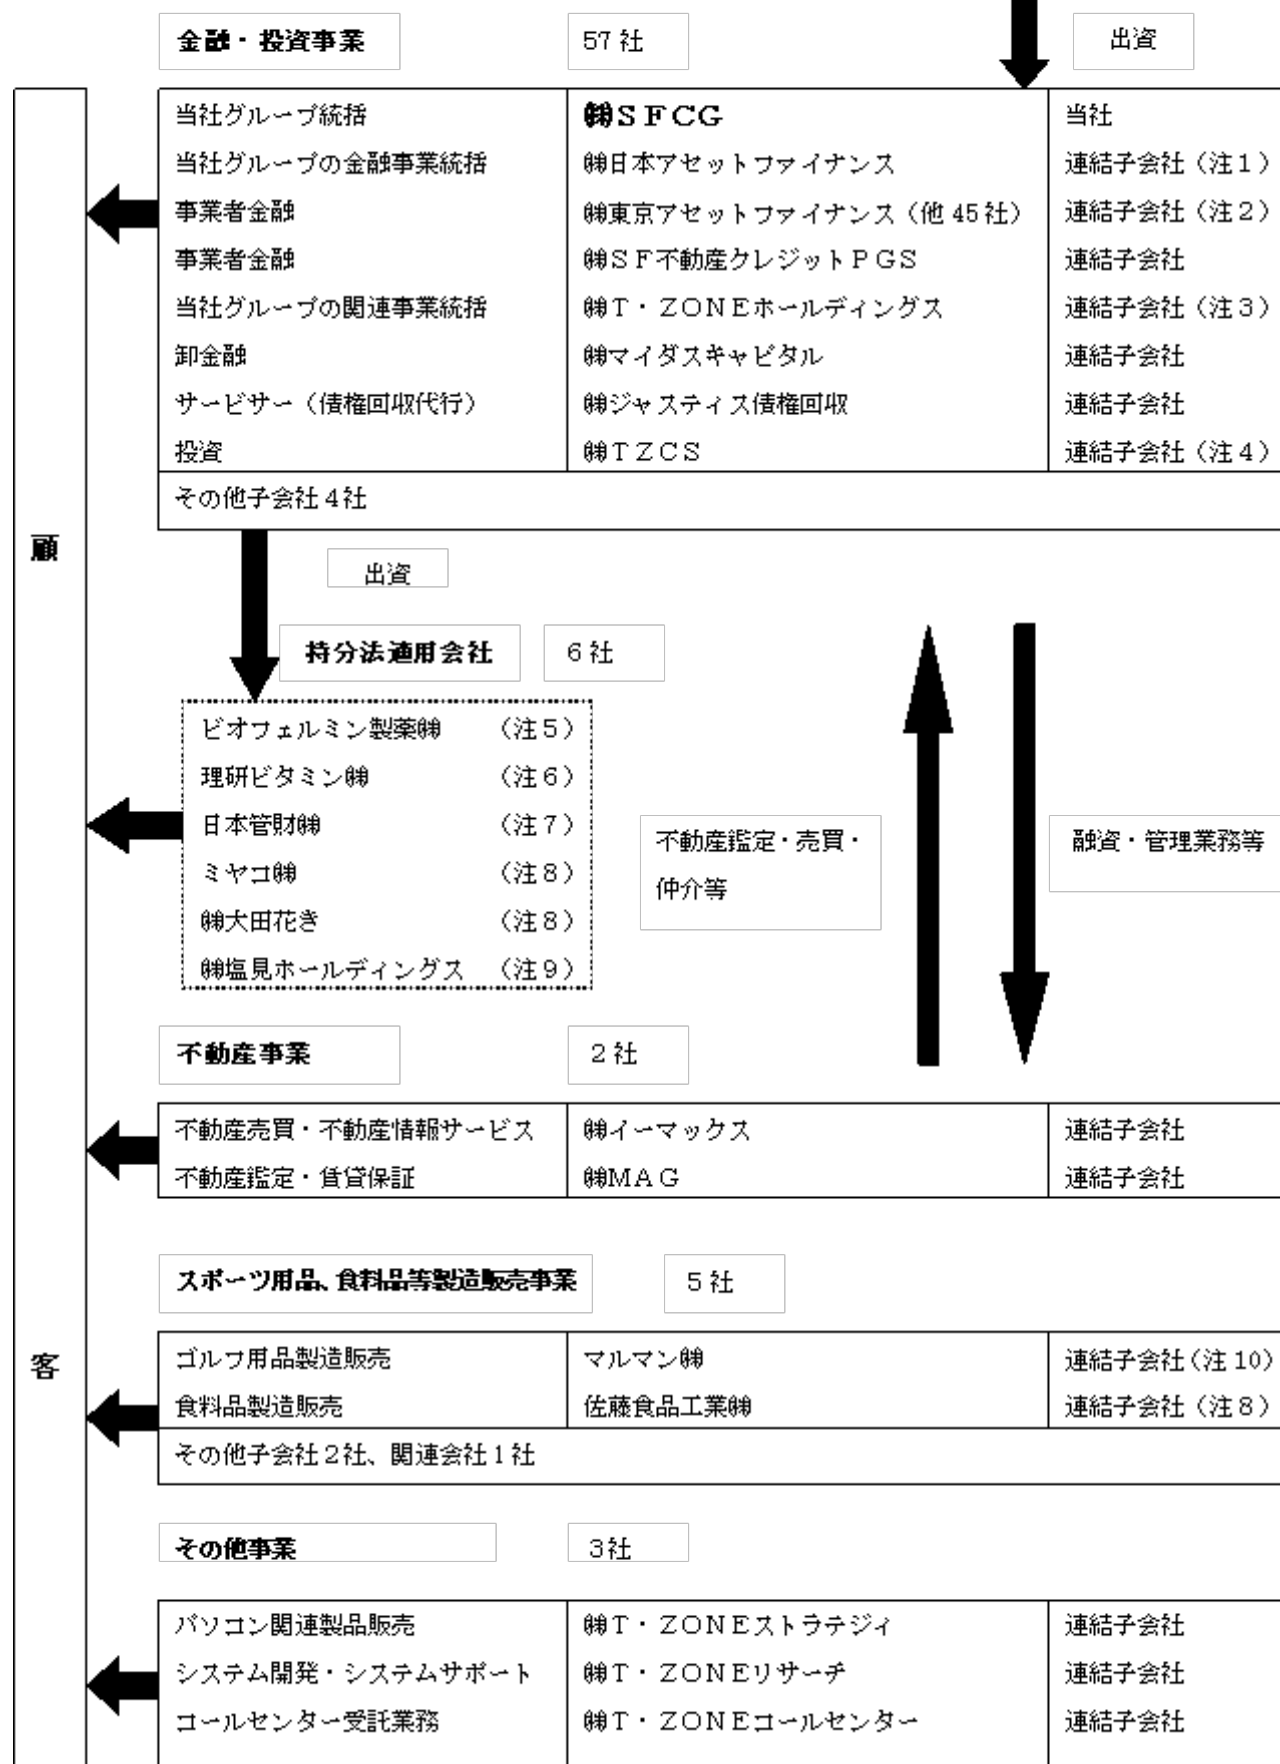 金融・投資事業 57社 出資
当社グループ統括 ㈱ＳＦＣＧ 当社
当社グループの金融事業統括 ㈱日本アセットファイナンス 連結子会社（注１）
事業者金融 ㈱東京アセットファイナンス（他45社） 連結子会社（注２）
事業者金融 ㈱ＳＦ不動産クレジットＰＧＳ 連結子会社
当社グループの関連事業統括 ㈱Ｔ・ＺＯＮＥホールディングス 連結子会社（注３）
卸金融 ㈱マイダスキャピタル 連結子会社
サービサー（債権回収代行） ㈱ジャスティス債権回収 連結子会社
投資 ㈱ＴＺＣＳ 連結子会社（注４）
その他子会社４社
顧
出資
持分法適用会社 ６社
ビオフェルミン製薬㈱ （注５）
理研ビタミン㈱ （注６）
日本管財㈱ （注７）
ミヤコ㈱ （注８）
㈱大田花き （注８）
㈱塩見ホールディングス （注９）
不動産鑑定・売買・
仲介等
融資・管理業務等
不動産事業 ２社
不動産売買・不動産情報サービス ㈱イーマックス 連結子会社
不動産鑑定・賃貸保証 ㈱ＭＡＧ 連結子会社
スポーツ用品、食料品等製造販売事業 ５社
客
ゴルフ用品製造販売 マルマン㈱ 連結子会社（注10）
食料品製造販売 佐藤食品工業㈱ 連結子会社（注８）
その他子会社２社、関連会社１社
その他事業 ３社
パソコン関連製品販売 ㈱Ｔ・ＺＯＮＥストラテジィ 連結子会社
システム開発・システムサポート ㈱Ｔ・ＺＯＮＥリサーチ 連結子会社
コールセンター受託業務 ㈱Ｔ・ＺＯＮＥコールセンター 連結子会社